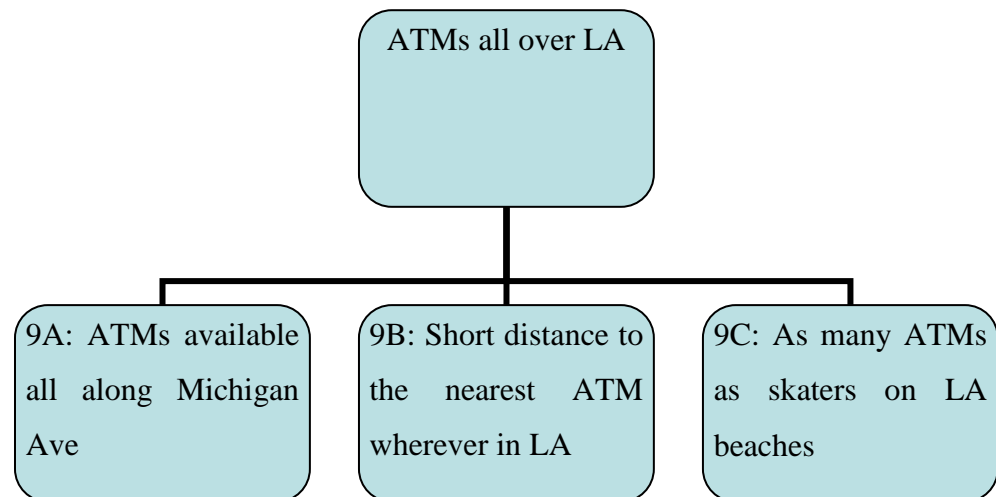 ATMs all over LA
9A: ATMs available
all along Michigan
Ave
9B: Short distance to
the nearest ATM
wherever in LA
9C: As many ATMs
as skaters on LA
beaches